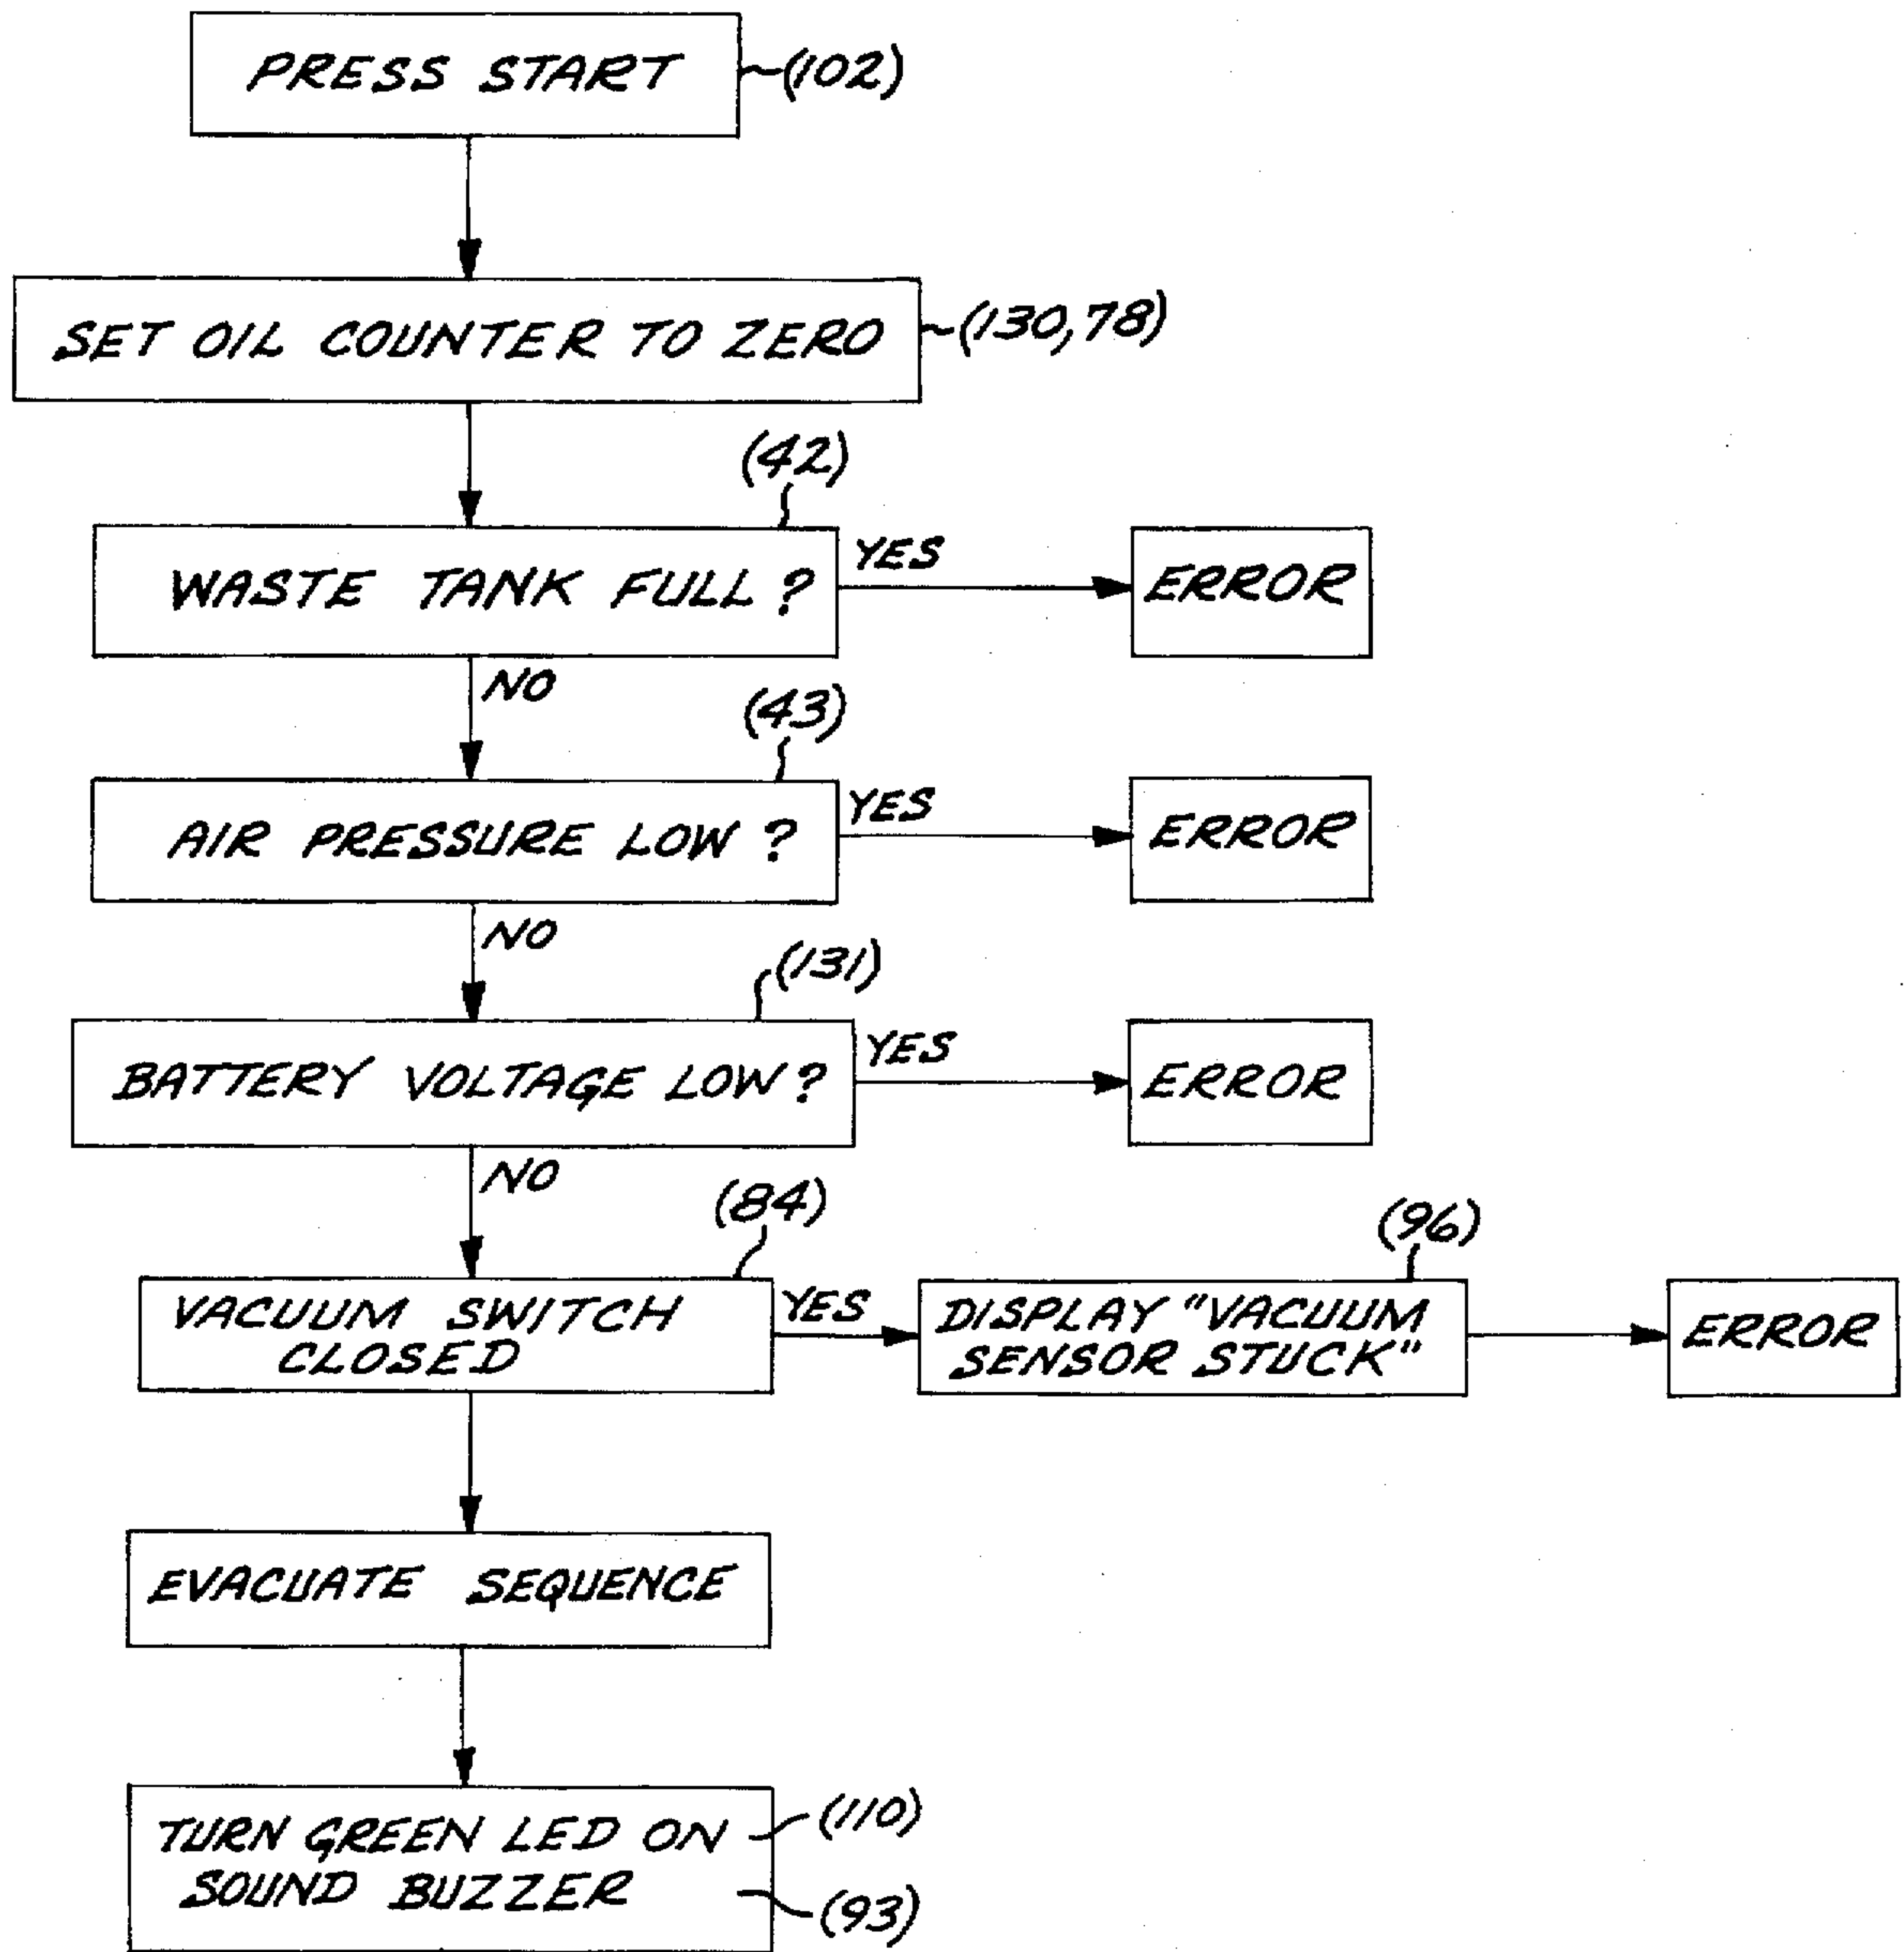 PRESS START
(102)
SET OIL COUNTER TO ZERO
(130, 78)
(42)
WASTE TANK FULL ?
YES
ERROR
NO
(43)
AIR PRESSURE LOW ?
YES
ERROR
NO
(131)
BATTERY VOLTAGE LOW ?
YES
ERROR
NO
(84)
(96)
VACUUM SWITCH
CLOSED
YES
DISPLAY "VACUUM
SENSOR STUCK"
ERROR
EVACUATE SEQUENCE
TURN GREEN LED ON
(110)
SOUND BUZZER
(93)